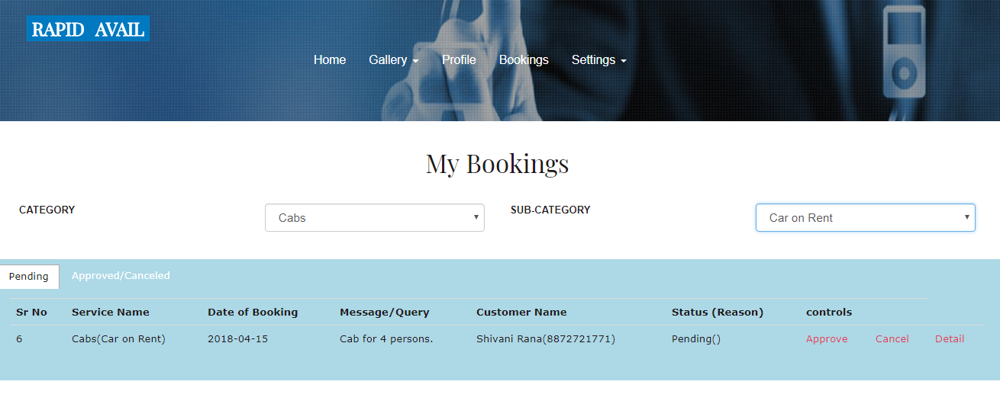 RAPID AVAIL
Home Gallery Profile Bookings Settings
My Bookings
CATEGORY Cabs SUB-CATEGORY Car on Rent
Pending Approved/Canceled
Sr No Service Name Date of Booking Message/Query Customer Name Status (Reason) controls
6 Cabs(Car on Rent) 2018-04-15 Cab for 4 persons. Shivani Rana(8872721771) Pending() Approve Cancel Detail